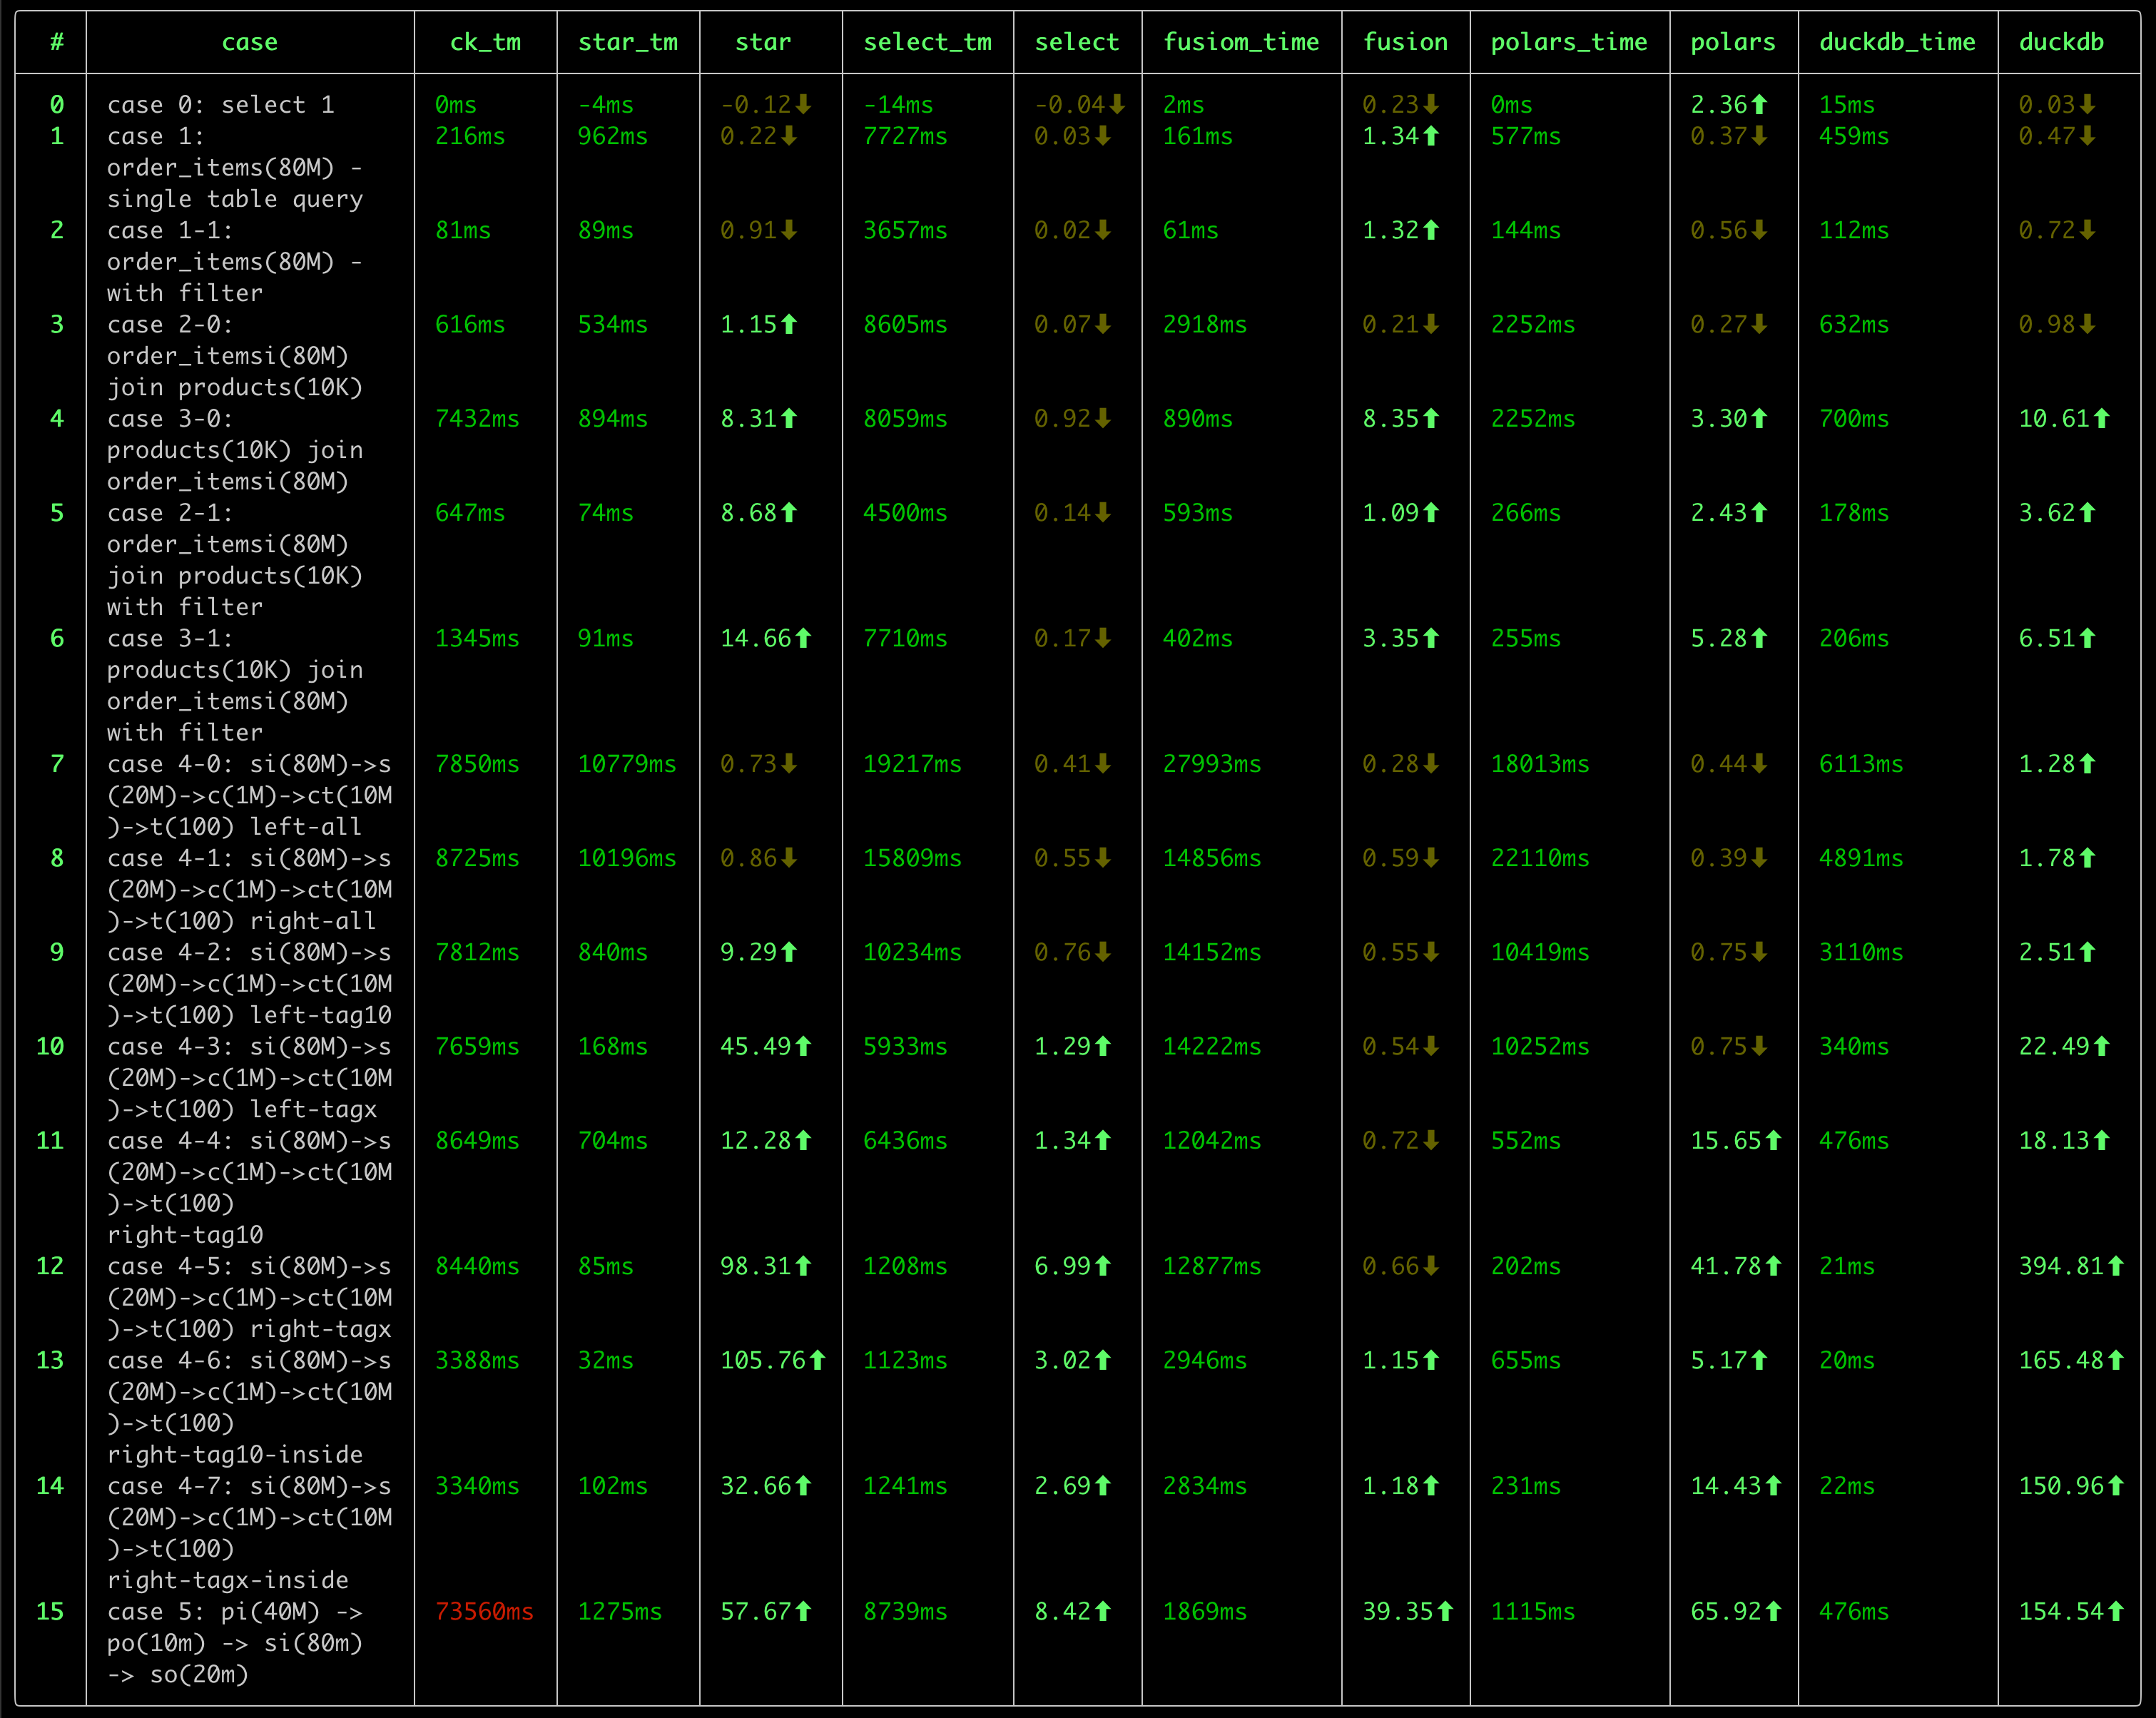 # case ck_tm star_tm star select_tm select fusiom_time fusion polars_time polars duckdb_time duckdb
0 case 0: select 1 0ms -4ms -0.12⬇ -14ms -0.04⬇ 2ms 0.23⬇ 0ms 2.36⬆ 15ms 0.03⬇
1 case 1: 216ms 962ms 0.22⬇ 7727ms 0.03⬇ 161ms 1.34⬆ 577ms 0.37⬇ 459ms 0.47⬇
order_items(80M) -
single table query
2 case 1-1: 81ms 89ms 0.91⬇ 3657ms 0.02⬇ 61ms 1.32⬆ 144ms 0.56⬇ 112ms 0.72⬇
order_items(80M) -
with filter
3 case 2-0: 616ms 534ms 1.15⬆ 8605ms 0.07⬇ 2918ms 0.21⬇ 2252ms 0.27⬇ 632ms 0.98⬇
order_itemsi(80M)
join products(10K)
4 case 3-0: 7432ms 894ms 8.31⬆ 8059ms 0.92⬇ 890ms 8.35⬆ 2252ms 3.30⬆ 700ms 10.61⬆
products(10K) join
order_itemsi(80M)
5 case 2-1: 647ms 74ms 8.68⬆ 4500ms 0.14⬇ 593ms 1.09⬆ 266ms 2.43⬆ 178ms 3.62⬆
order_itemsi(80M)
join products(10K)
with filter
6 case 3-1: 1345ms 91ms 14.66⬆ 7710ms 0.17⬇ 402ms 3.35⬆ 255ms 5.28⬆ 206ms 6.51⬆
products(10K) join
order_itemsi(80M)
with filter
7 case 4-0: si(80M)->s 7850ms 10779ms 0.73⬇ 19217ms 0.41⬇ 27993ms 0.28⬇ 18013ms 0.44⬇ 6113ms 1.28⬆
(20M)->c(1M)->ct(10M
)->t(100) left-all
8 case 4-1: si(80M)->s 8725ms 10196ms 0.86⬇ 15809ms 0.55⬇ 14856ms 0.59⬇ 22110ms 0.39⬇ 4891ms 1.78⬆
(20M)->c(1M)->ct(10M
)->t(100) right-all
9 case 4-2: si(80M)->s 7812ms 840ms 9.29⬆ 10234ms 0.76⬇ 14152ms 0.55⬇ 10419ms 0.75⬇ 3110ms 2.51⬆
(20M)->c(1M)->ct(10M
)->t(100) left-tag10
10 case 4-3: si(80M)->s 7659ms 168ms 45.49⬆ 5933ms 1.29⬆ 14222ms 0.54⬇ 10252ms 0.75⬇ 340ms 22.49⬆
(20M)->c(1M)->ct(10M
)->t(100) left-tagx
11 case 4-4: si(80M)->s 8649ms 704ms 12.28⬆ 6436ms 1.34⬆ 12042ms 0.72⬇ 552ms 15.65⬆ 476ms 18.13⬆
(20M)->c(1M)->ct(10M
)->t(100)
right-tag10
12 case 4-5: si(80M)->s 8440ms 85ms 98.31⬆ 1208ms 6.99⬆ 12877ms 0.66⬇ 202ms 41.78⬆ 21ms 394.81⬆
(20M)->c(1M)->ct(10M
)->t(100) right-tagx
13 case 4-6: si(80M)->s 3388ms 32ms 105.76⬆ 1123ms 3.02⬆ 2946ms 1.15⬆ 655ms 5.17⬆ 20ms 165.48⬆
(20M)->c(1M)->ct(10M
)->t(100)
right-tag10-inside
14 case 4-7: si(80M)->s 3340ms 102ms 32.66⬆ 1241ms 2.69⬆ 2834ms 1.18⬆ 231ms 14.43⬆ 22ms 150.96⬆
(20M)->c(1M)->ct(10M
)->t(100)
right-tagx-inside
15 case 5: pi(40M) -> 73560ms 1275ms 57.67⬆ 8739ms 8.42⬆ 1869ms 39.35⬆ 1115ms 65.92⬆ 476ms 154.54⬆
po(10m) -> si(80m)
-> so(20m)